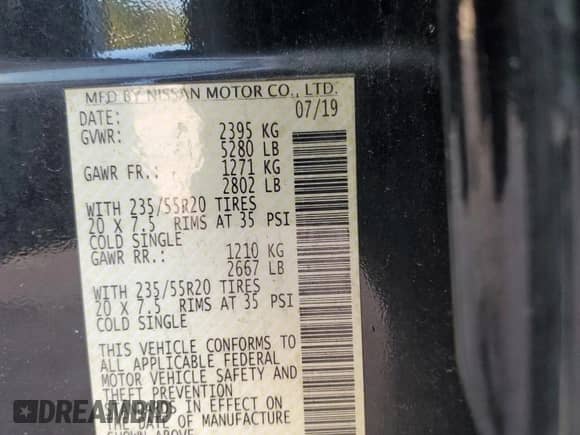 MFD BY NISSAN MOTOR CO., LTD.
DATE: 07/19
GVWR: 2395 KG
5280 LB
GAWR FR.: 1271 KG
2802 LB
WITH 235/55R20 TIRES
20 X 7.5 RIMS AT 35 PSI
COLD SINGLE
GAWR RR.: 1210 KG
2667 LB
WITH 235/55R20 TIRES
20 X 7.5 RIMS AT 35 PSI
COLD SINGLE
THIS VEHICLE CONFORMS TO
ALL APPLICABLE FEDERAL
MOTOR VEHICLE SAFETY AND
THEFT PREVENTION
IN EFFECT ON
THE DATE OF MANUFACTURE
SHOWN ABOVE
DREAMBID